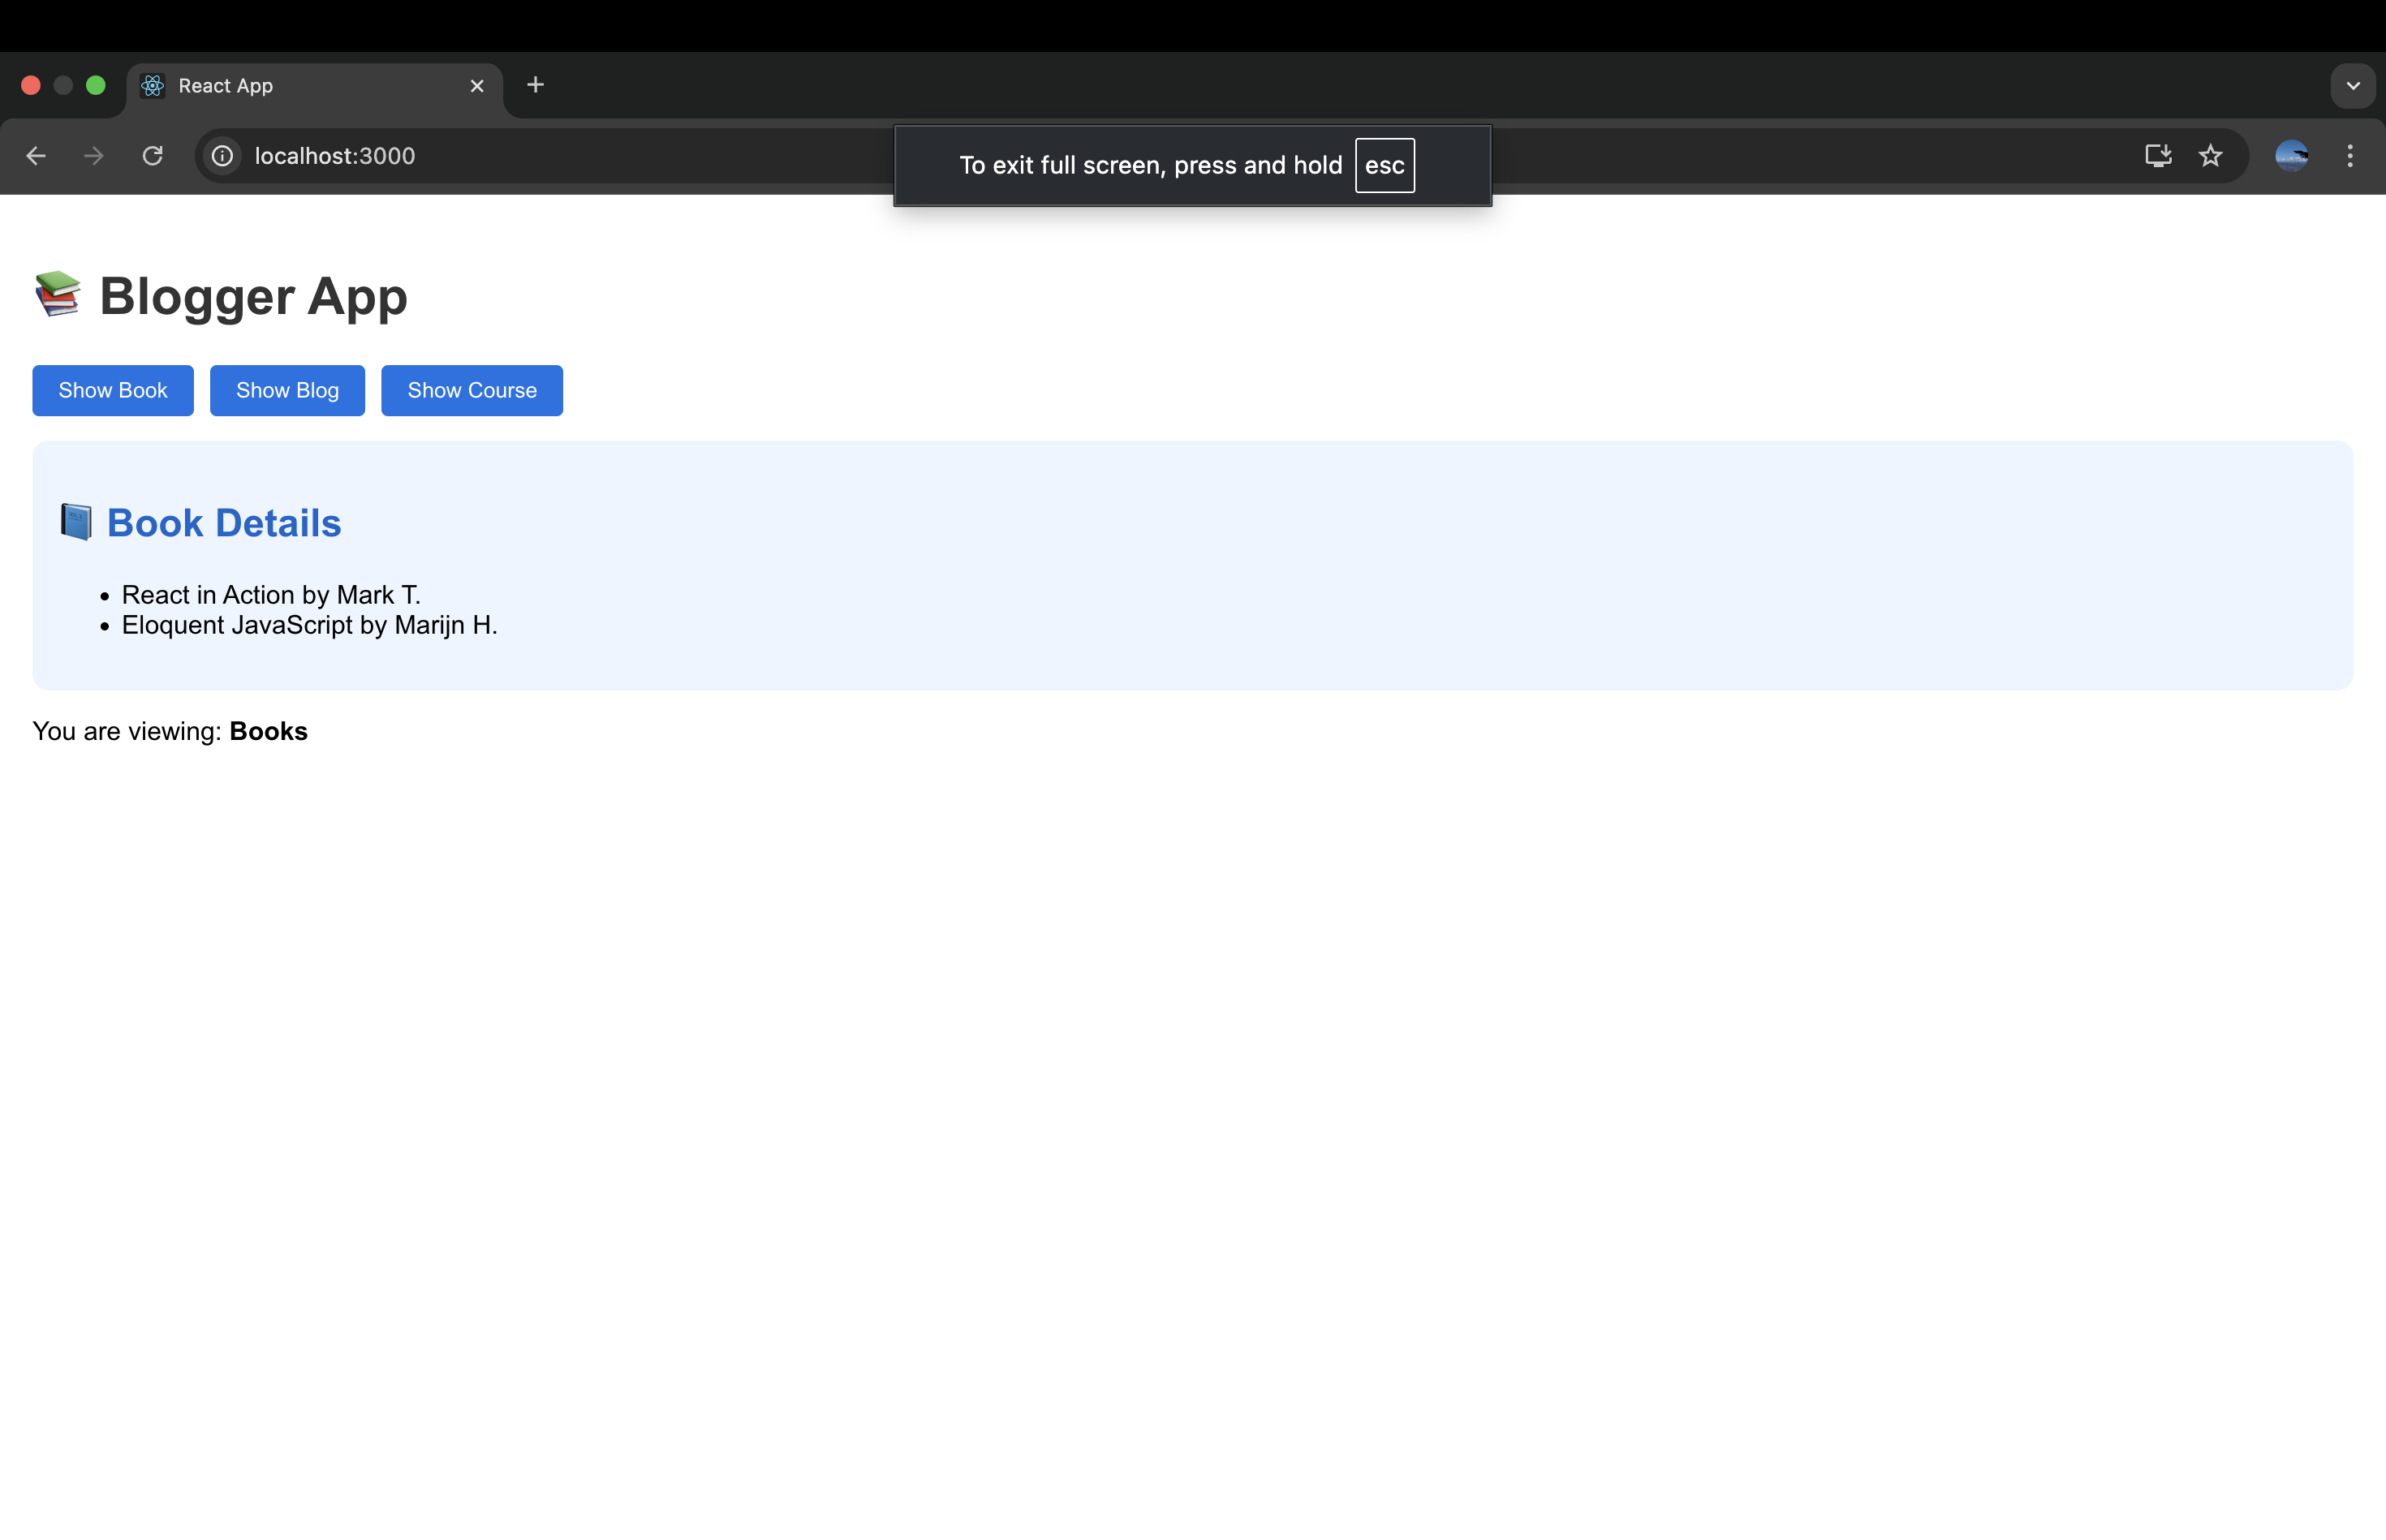 React App
localhost:3000
To exit full screen, press and hold esc
📚 Blogger App
Show Book Show Blog Show Course
📘 Book Details
• React in Action by Mark T.
• Eloquent JavaScript by Marijn H.
You are viewing: Books